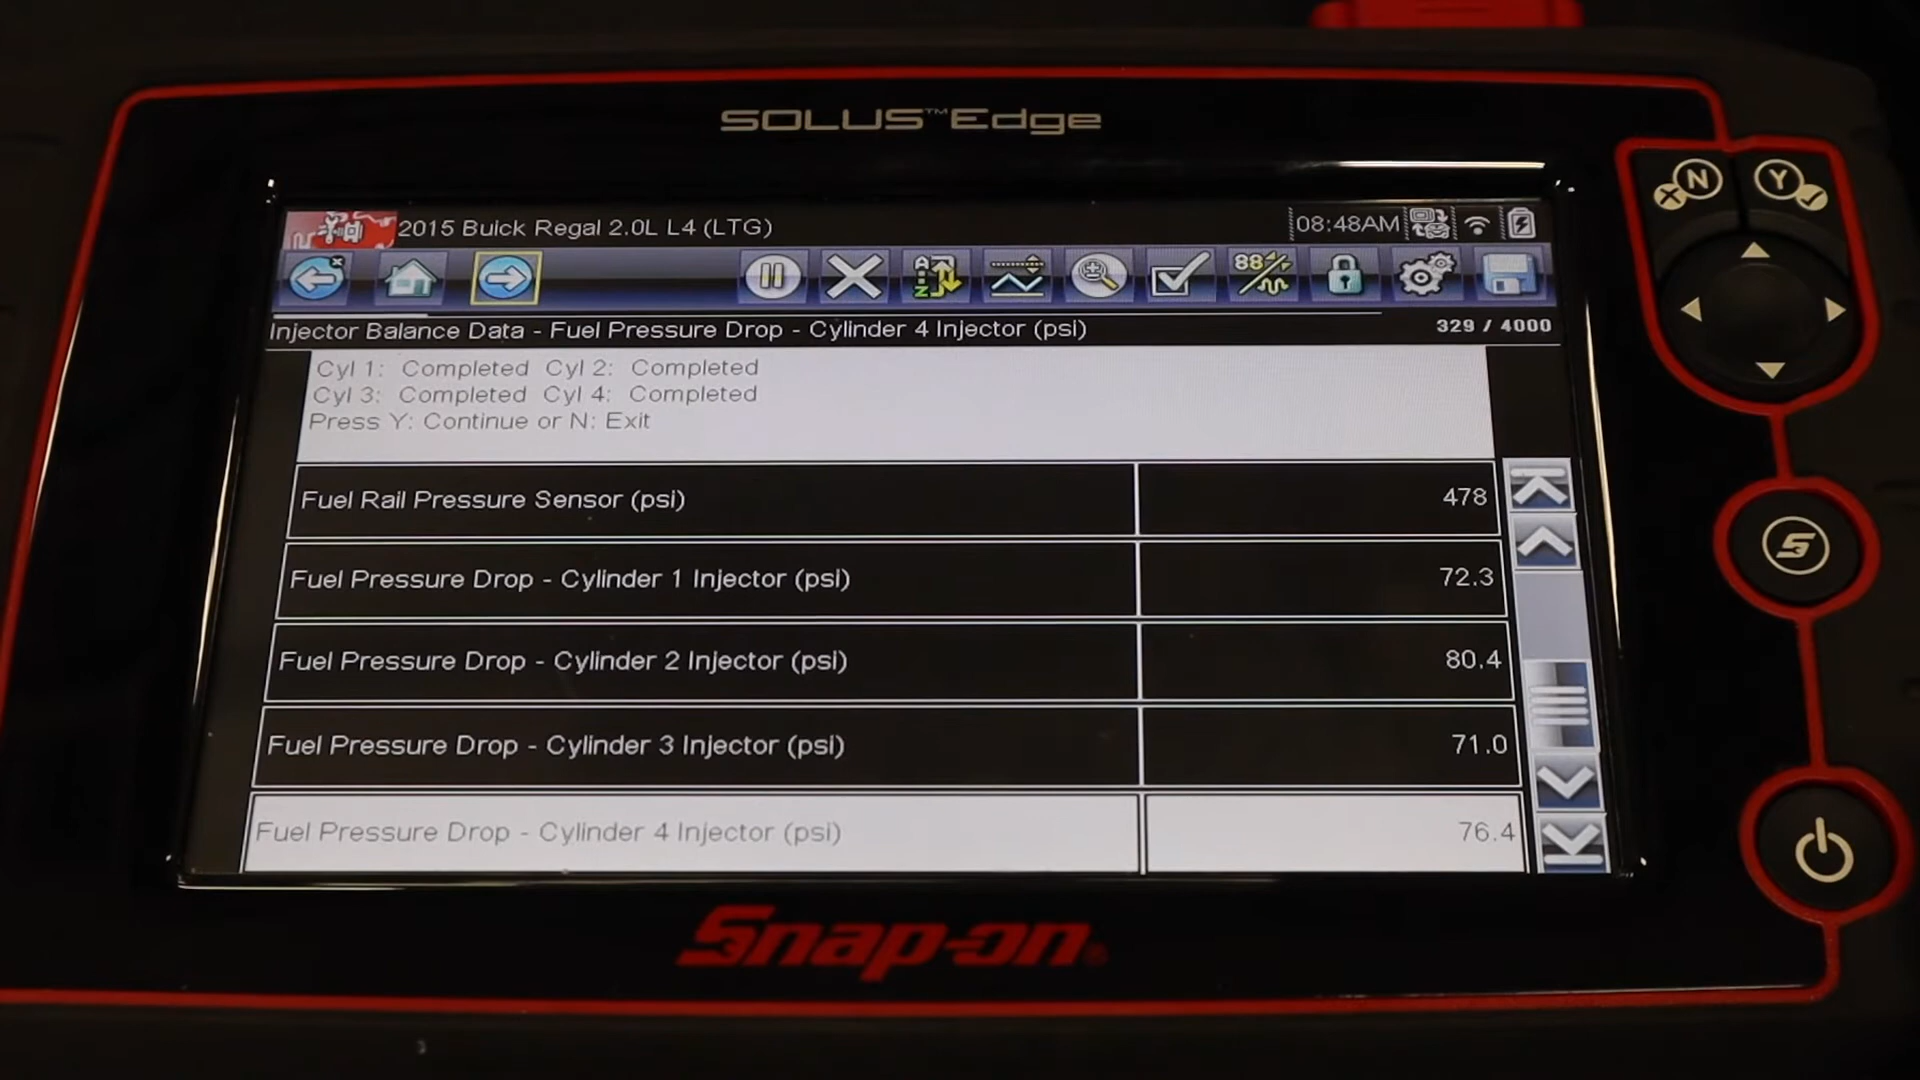 SOLUS™Edge
N
Y
2015 Buick Regal 2.0L L4 (LTG)
08:48AM
Injector Balance Data - Fuel Pressure Drop - Cylinder 4 Injector (psi)
329 / 4000
Cyl 1: Completed Cyl 2: Completed
Cyl 3: Completed Cyl 4: Completed
Press Y: Continue or N: Exit
Fuel Rail Pressure Sensor (psi) 478
Fuel Pressure Drop - Cylinder 1 Injector (psi) 72.3
Fuel Pressure Drop - Cylinder 2 Injector (psi) 80.4
Fuel Pressure Drop - Cylinder 3 Injector (psi) 71.0
Fuel Pressure Drop - Cylinder 4 Injector (psi) 76.4
Snap-on®